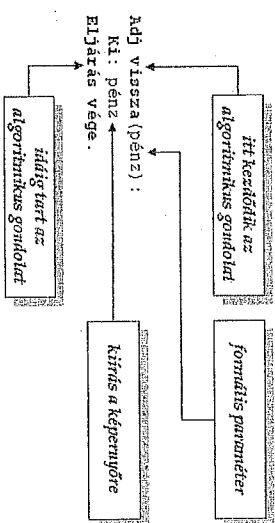 itt kezdődik az
algoritmikus gondolat
formális paraméter
Adj vissza(pénz):
Ki: pénz
Eljárás vége.
idáig tart az
algoritmikus gondolat
kiírás a képernyőre